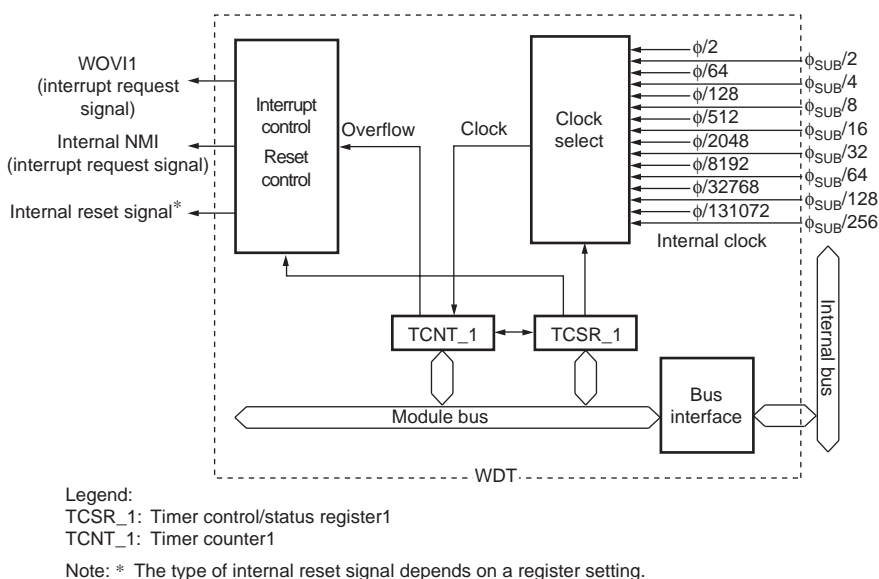 WOVI1
(interrupt request
signal)
Internal NMI
(interrupt request signal)
Internal reset signal*
Interrupt
control
Reset
control
Overflow
Clock
Clock
select
ϕ/2
ϕ/64
ϕ/128
ϕ/512
ϕ/2048
ϕ/8192
ϕ/32768
ϕ/131072
Internal clock
ϕSUB/2
ϕSUB/4
ϕSUB/8
ϕSUB/16
ϕSUB/32
ϕSUB/64
ϕSUB/128
ϕSUB/256
TCNT_1
TCSR_1
Module bus
Bus
interface
Internal bus
WDT
Legend:
TCSR_1: Timer control/status register1
TCNT_1: Timer counter1
Note: * The type of internal reset signal depends on a register setting.